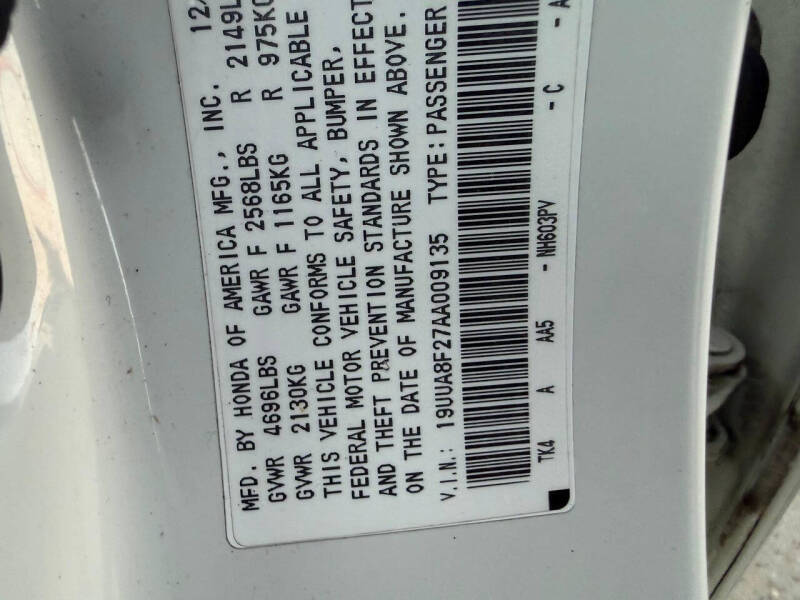 MFD. BY HONDA OF AMERICA MFG., INC. 12/
GVWR 4696LBS GAWR F 2568LBS R 2149L
GVWR 2130KG GAWR F 1165KG R 975KG
THIS VEHICLE CONFORMS TO ALL APPLICABLE
FEDERAL MOTOR VEHICLE SAFETY, BUMPER,
AND THEFT PREVENTION STANDARDS IN EFFECT
ON THE DATE OF MANUFACTURE SHOWN ABOVE.
V.I.N.: 19UUA8F27AA009135 TYPE: PASSENGER
TK4 A AA5 - NH603PV - C - A